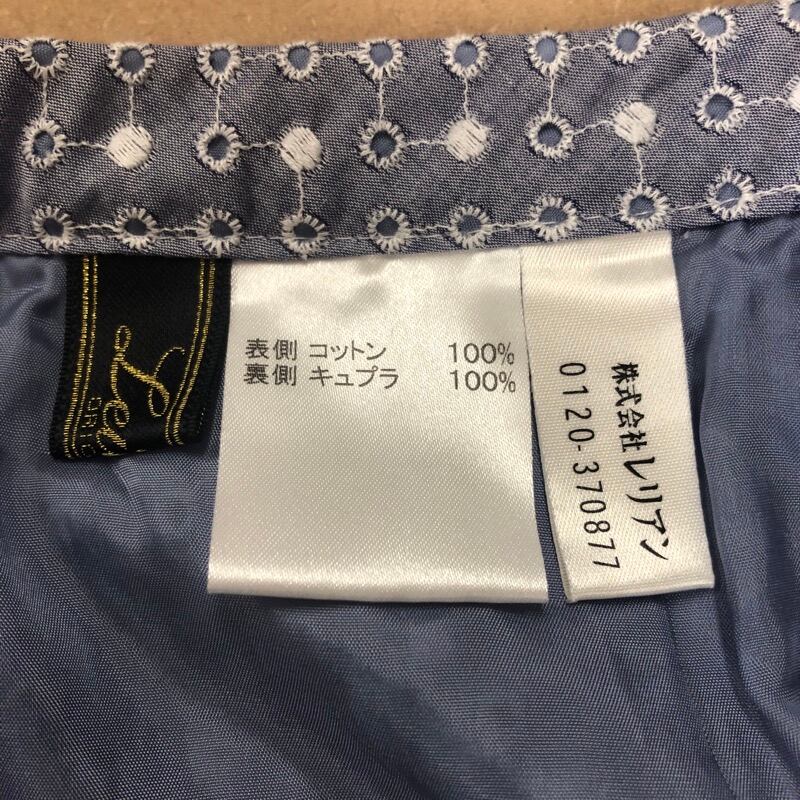 表側 コットン 100%
裏側 キュプラ 100%
株式会社レリアン
0120-370877